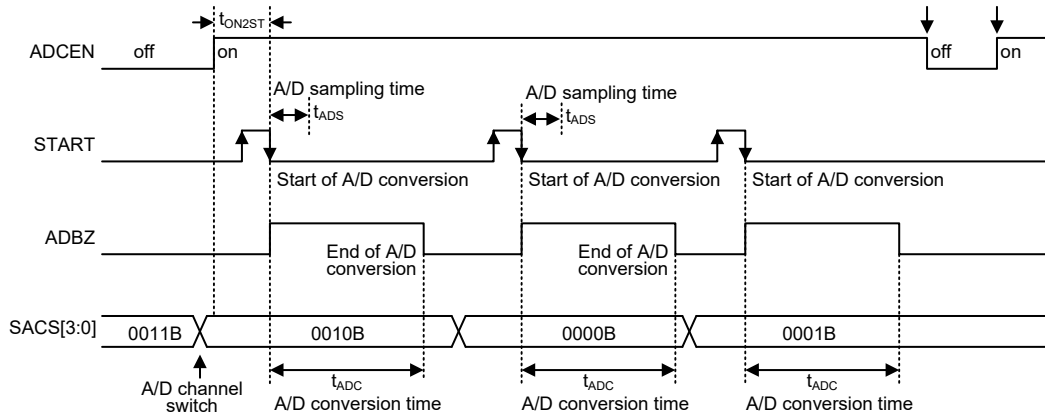 tON2ST
ADCEN
off
on
off
on
A/D sampling time
tADS
A/D sampling time
tADS
START
Start of A/D conversion
Start of A/D conversion
Start of A/D conversion
ADBZ
End of A/D
conversion
End of A/D
conversion
SACS[3:0]
0011B
0010B
0000B
0001B
A/D channel
switch
tADC
A/D conversion time
tADC
A/D conversion time
tADC
A/D conversion time